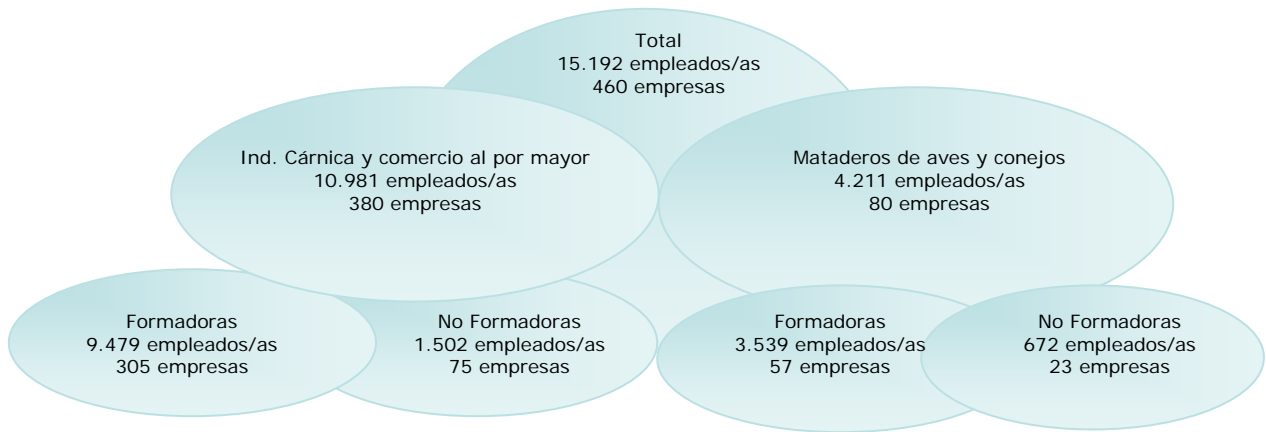 Total
15.192 empleados/as
460 empresas
Ind. Cárnica y comercio al por mayor
10.981 empleados/as
380 empresas
Mataderos de aves y conejos
4.211 empleados/as
80 empresas
Formadoras
9.479 empleados/as
305 empresas
No Formadoras
1.502 empleados/as
75 empresas
Formadoras
3.539 empleados/as
57 empresas
No Formadoras
672 empleados/as
23 empresas